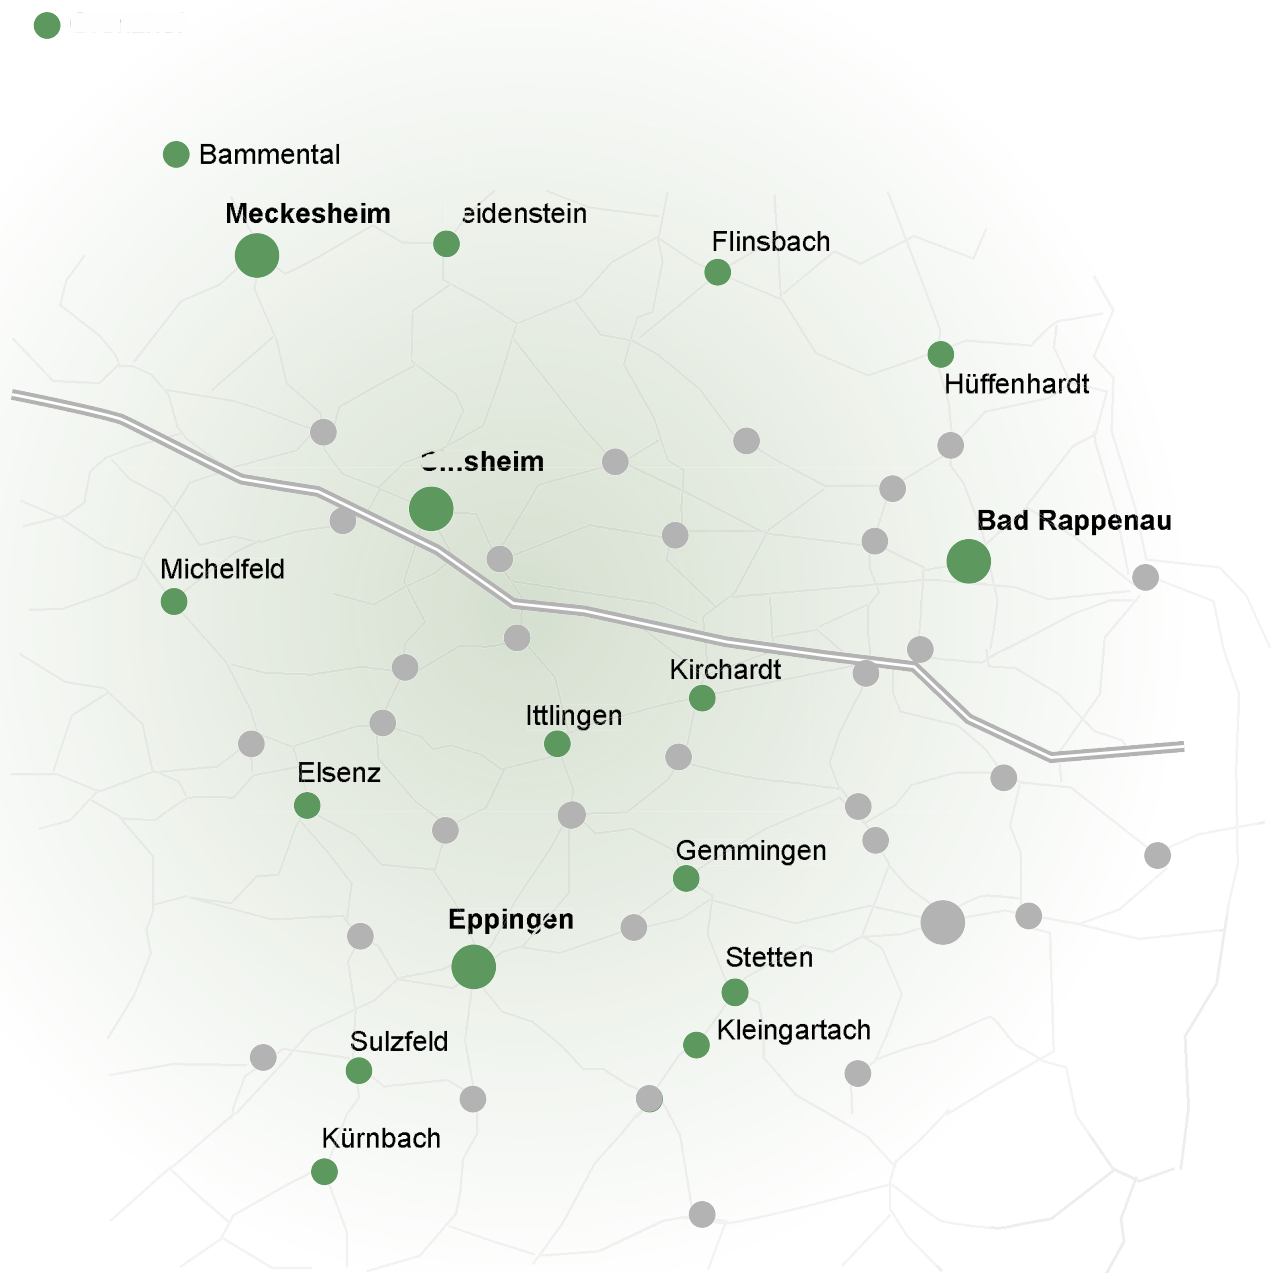 Bammental
Meckesheim
eidenstein
Flinsbach
Hüffenhardt
sheim
Bad Rappenau
Michelfeld
Kirchardt
Ittlingen
Elsenz
Gemmingen
Eppingen
Stetten
Kleingartach
Sulzfeld
Kürnbach